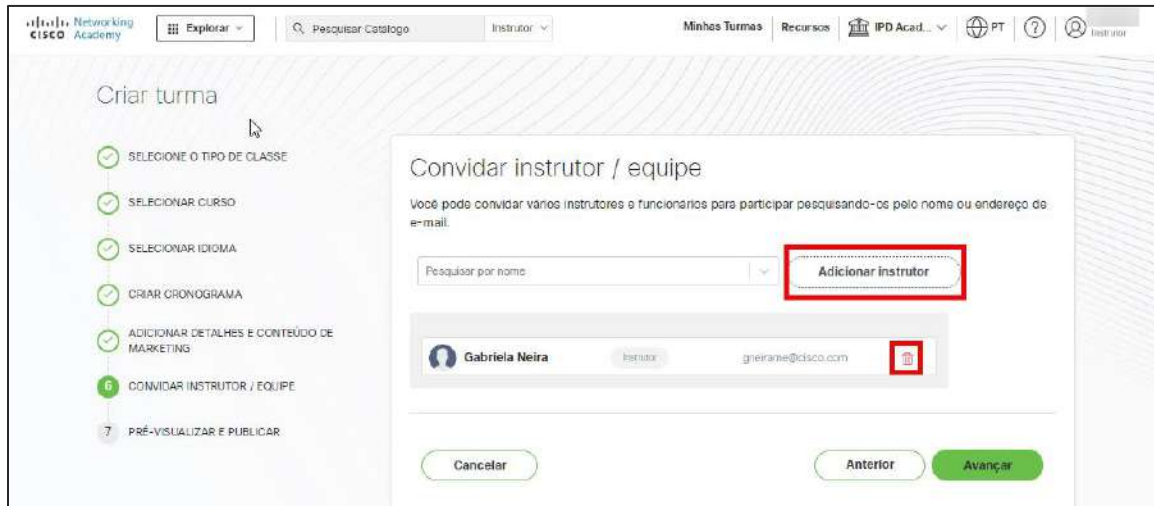 Networking
CISCO Academy
Explorar
Pesquisar Catálogo
Instrutor
Minhas Turmas
Recursos
IPD Acad...
PT
?
Instrutor
Criar turma
SELECIONE O TIPO DE CLASSE
SELECIONAR CURSO
SELECIONAR IDIOMA
CRIAR CRONOGRAMA
ADICIONAR DETALHES E CONTEÚDO DE
MARKETING
6 CONVIDAR INSTRUTOR / EQUIPE
7 PRÉ-VISUALIZAR E PUBLICAR
Convidar instrutor / equipe
Você pode convidar vários instrutores e funcionários para participar pesquisando-os pelo nome ou endereço de
e-mail.
Pesquisar por nome
Adicionar instrutor
Gabriela Neira
Instrutor
gneirame@cisco.com
Cancelar
Anterior
Avançar